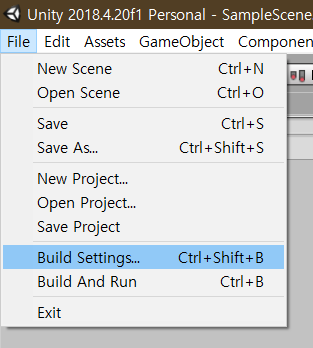 Unity 2018.4.20f1 Personal - SampleScene
File Edit Assets GameObject Componen
New Scene Ctrl+N
Open Scene Ctrl+O
Save Ctrl+S
Save As... Ctrl+Shift+S
New Project...
Open Project...
Save Project
Build Settings... Ctrl+Shift+B
Build And Run Ctrl+B
Exit